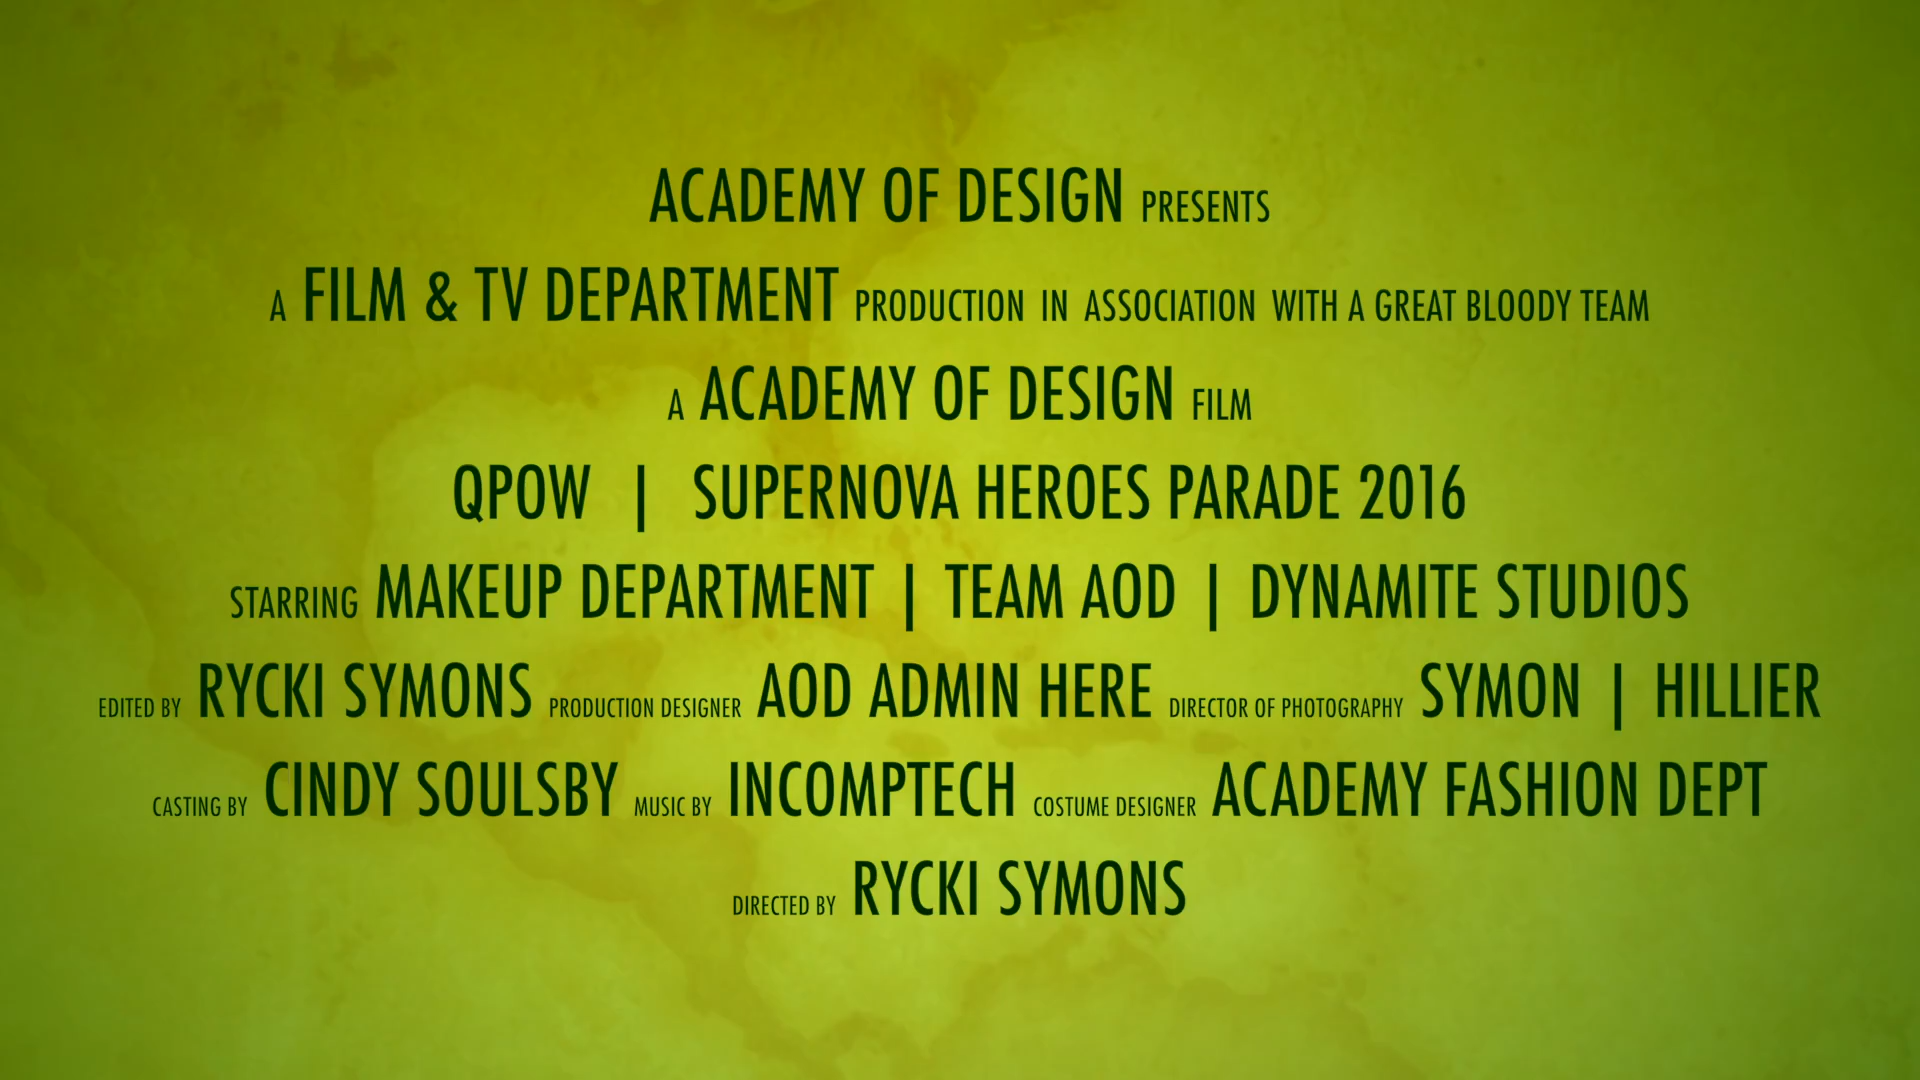 ACADEMY OF DESIGN PRESENTS
A FILM & TV DEPARTMENT PRODUCTION IN ASSOCIATION WITH A GREAT BLOODY TEAM
A ACADEMY OF DESIGN FILM
QPOW | SUPERNOVA HEROES PARADE 2016
STARRING MAKEUP DEPARTMENT | TEAM AOD | DYNAMITE STUDIOS
EDITED BY RYCKI SYMONS PRODUCTION DESIGNER AOD ADMIN HERE DIRECTOR OF PHOTOGRAPHY SYMON | HILLIER
CASTING BY CINDY SOULSBY MUSIC BY INCOMPTECH COSTUME DESIGNER ACADEMY FASHION DEPT
DIRECTED BY RYCKI SYMONS